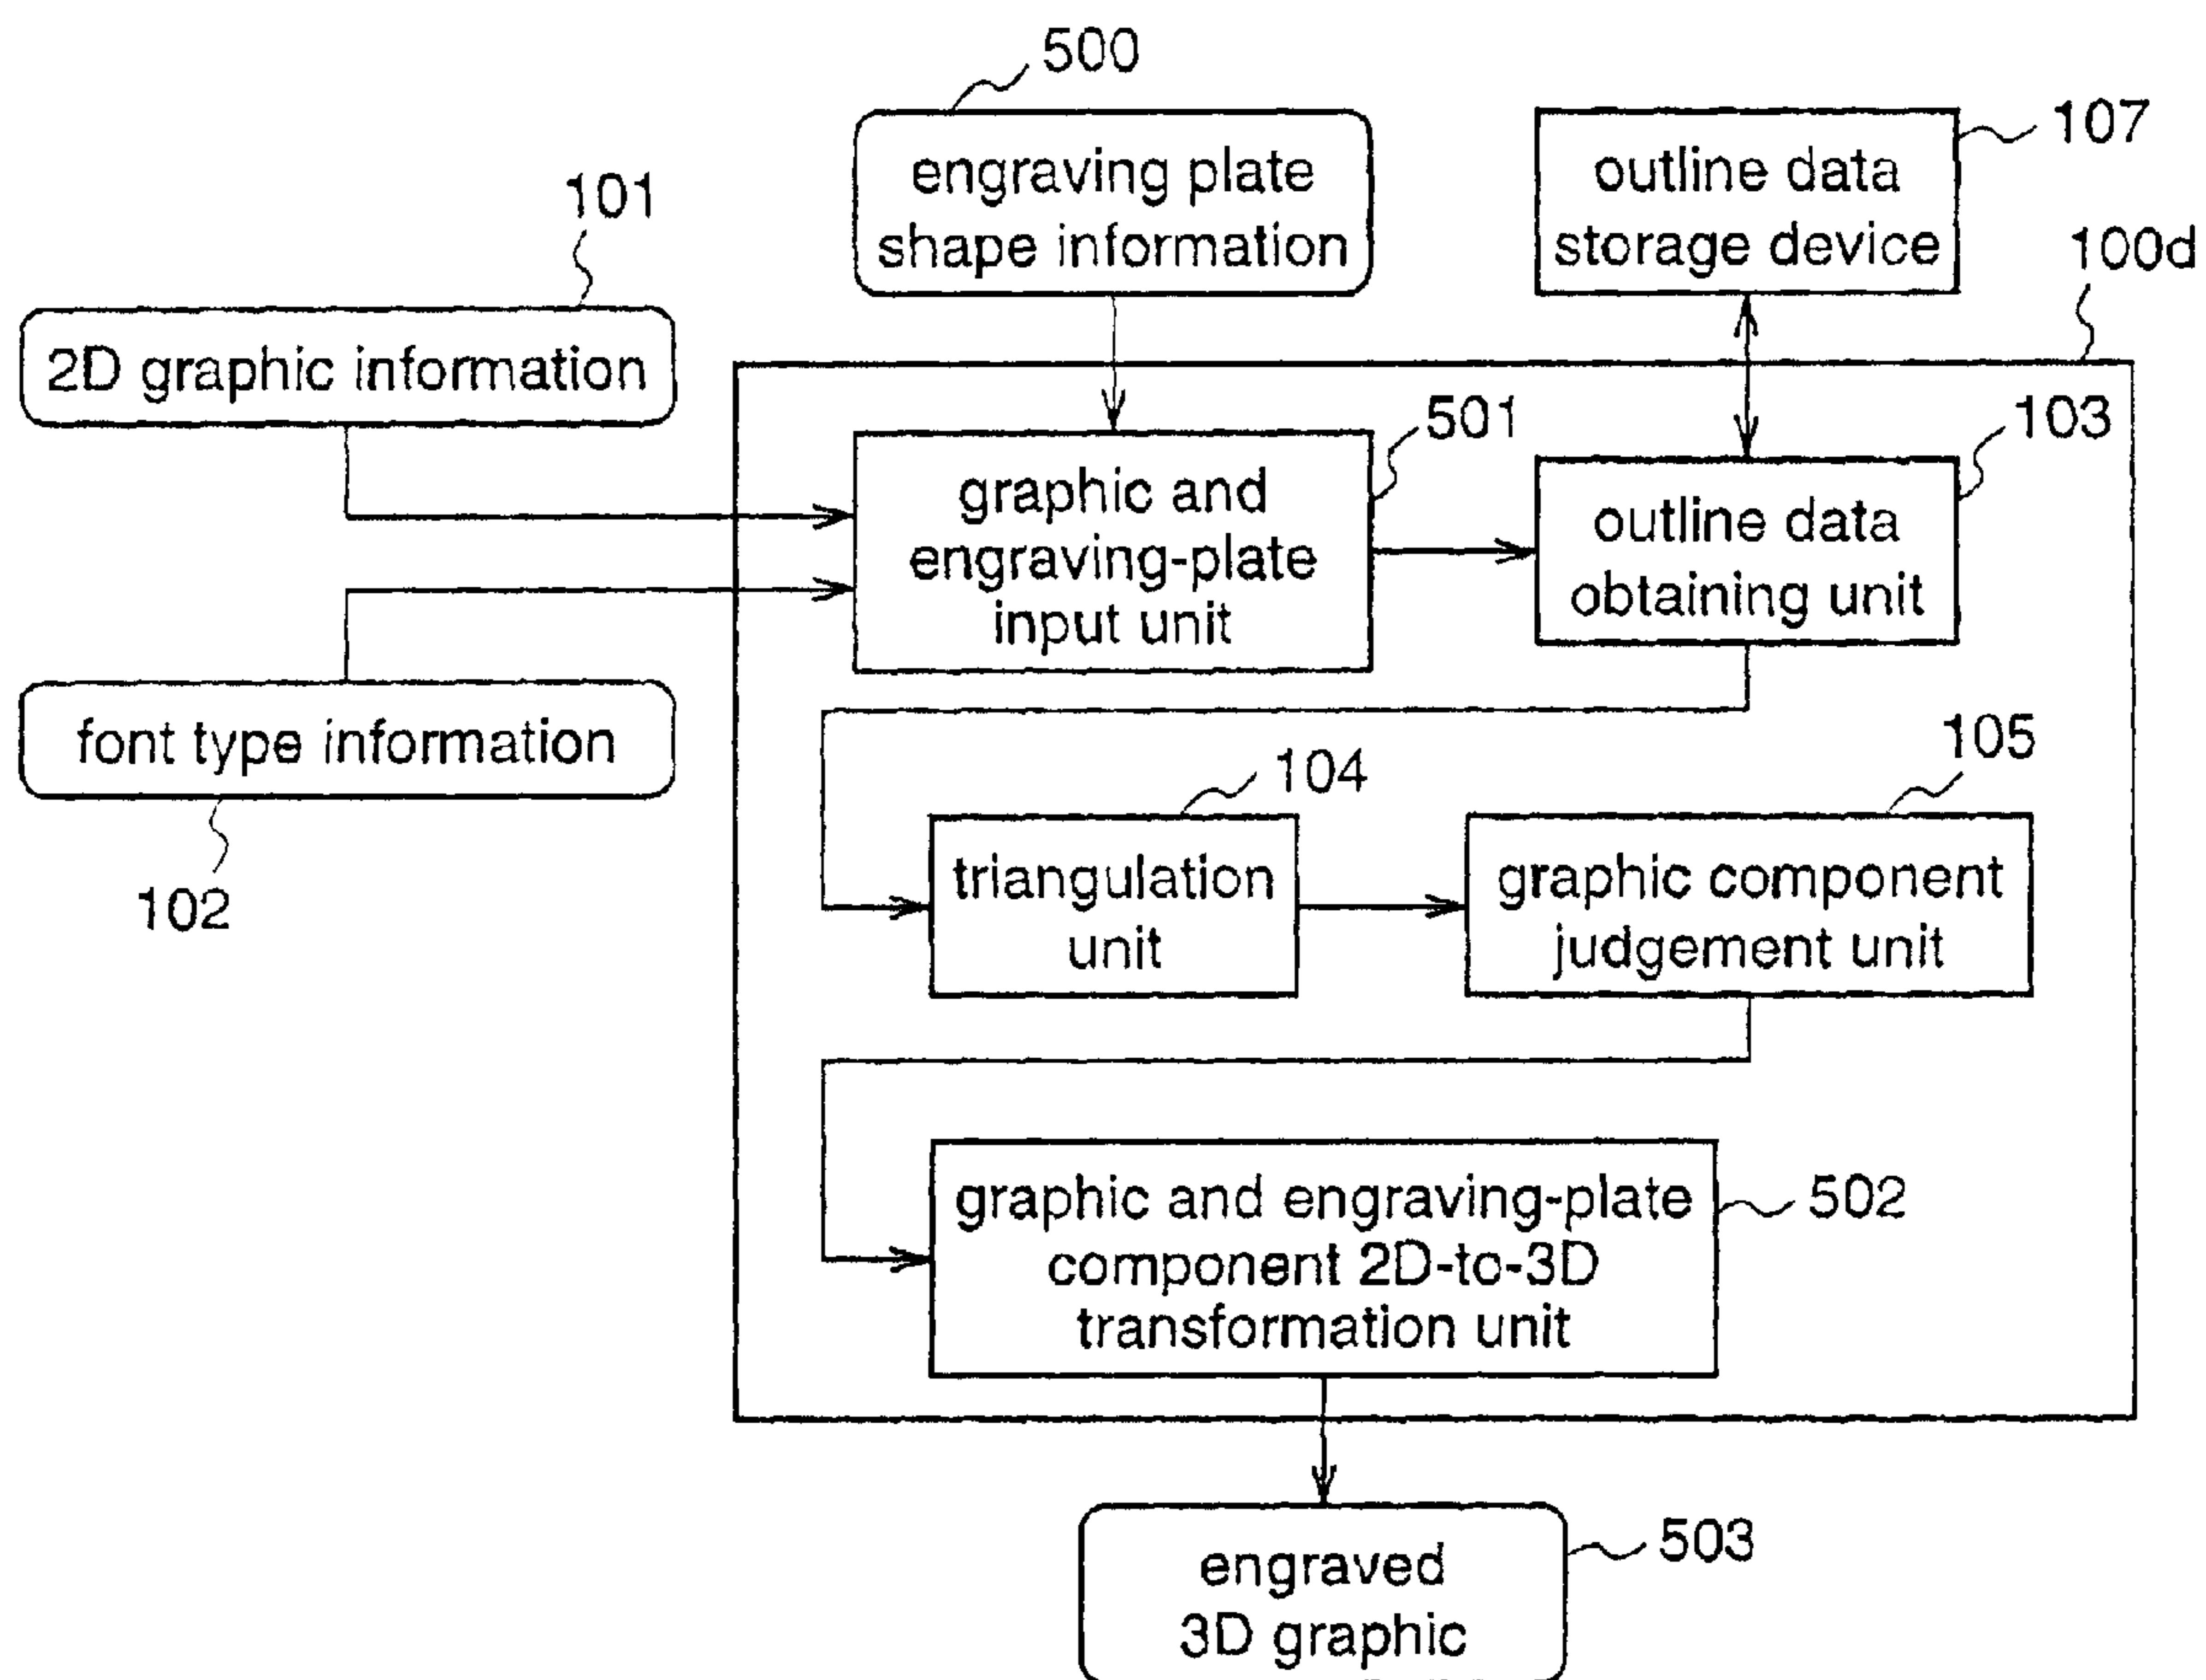 500
engraving plate
shape information
107
outline data
storage device
100d
101
2D graphic information
501
graphic and
engraving-plate
input unit
103
outline data
obtaining unit
font type information
102
104
triangulation
unit
105
graphic component
judgement unit
502
graphic and engraving-plate
component 2D-to-3D
transformation unit
503
engraved
3D graphic